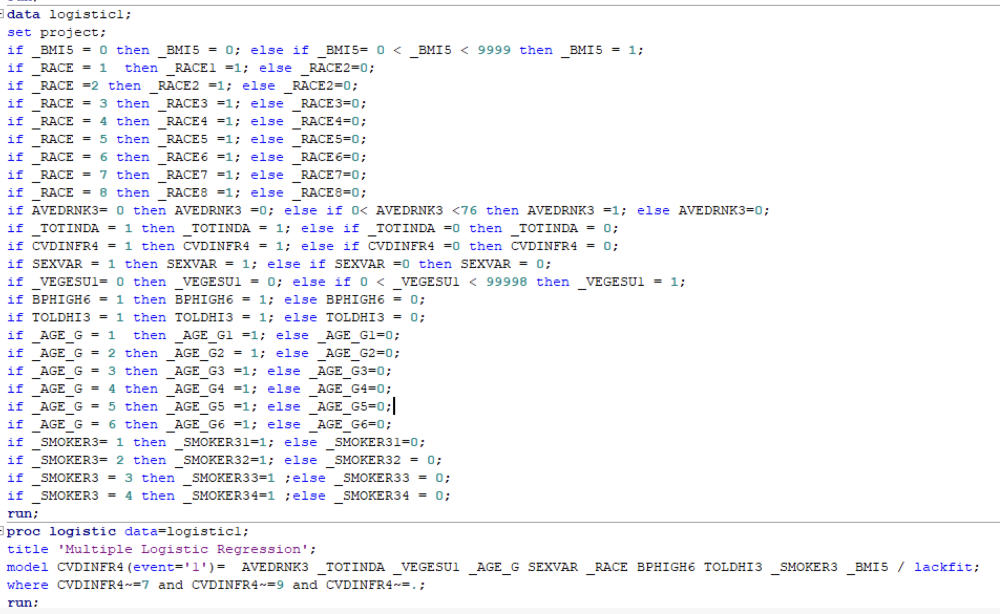 data logistic1;
set project;
if _BMI5 = 0 then _BMI5 = 0; else if _BMI5= 0 < _BMI5 < 9999 then _BMI5 = 1;
if _RACE = 1  then _RACE1 =1; else _RACE2=0;
if _RACE =2 then _RACE2 =1; else _RACE2=0;
if _RACE = 3 then _RACE3 =1; else _RACE3=0;
if _RACE = 4 then _RACE4 =1; else _RACE4=0;
if _RACE = 5 then _RACE5 =1; else _RACE5=0;
if _RACE = 6 then _RACE6 =1; else _RACE6=0;
if _RACE = 7 then _RACE7 =1; else _RACE7=0;
if _RACE = 8 then _RACE8 =1; else _RACE8=0;
if AVEDRNK3= 0 then AVEDRNK3 =0; else if 0< AVEDRNK3 <76 then AVEDRNK3 =1; else AVEDRNK3=0;
if _TOTINDA = 1 then _TOTINDA = 1; else if _TOTINDA =0 then _TOTINDA = 0;
if CVDINFR4 = 1 then CVDINFR4 = 1; else if CVDINFR4 =0 then CVDINFR4 = 0;
if SEXVAR = 1 then SEXVAR = 1; else if SEXVAR =0 then SEXVAR = 0;
if _VEGESU1= 0 then _VEGESU1 = 0; else if 0 < _VEGESU1 < 99998 then _VEGESU1 = 1;
if BPHIGH6 = 1 then BPHIGH6 = 1; else BPHIGH6 = 0;
if TOLDHI3 = 1 then TOLDHI3 = 1; else TOLDHI3 = 0;
if _AGE_G = 1  then _AGE_G1 =1; else _AGE_G1=0;
if _AGE_G = 2 then _AGE_G2 = 1; else _AGE_G2=0;
if _AGE_G = 3 then _AGE_G3 =1; else _AGE_G3=0;
if _AGE_G = 4 then _AGE_G4 =1; else _AGE_G4=0;
if _AGE_G = 5 then _AGE_G5 =1; else _AGE_G5=0;
if _AGE_G = 6 then _AGE_G6 =1; else _AGE_G6=0;
if _SMOKER3= 1 then _SMOKER31=1; else _SMOKER31=0;
if _SMOKER3= 2 then _SMOKER32=1; else _SMOKER32 = 0;
if _SMOKER3 = 3 then _SMOKER33=1 ;else _SMOKER33 = 0;
if _SMOKER3 = 4 then _SMOKER34=1 ;else _SMOKER34 = 0;
run;
proc logistic data=logistic1;
title 'Multiple Logistic Regression';
model CVDINFR4(event='1')=  AVEDRNK3 _TOTINDA _VEGESU1 _AGE_G SEXVAR _RACE BPHIGH6 TOLDHI3 _SMOKER3 _BMI5 / lackfit;
where CVDINFR4~=7 and CVDINFR4~=9 and CVDINFR4~=.;
run;